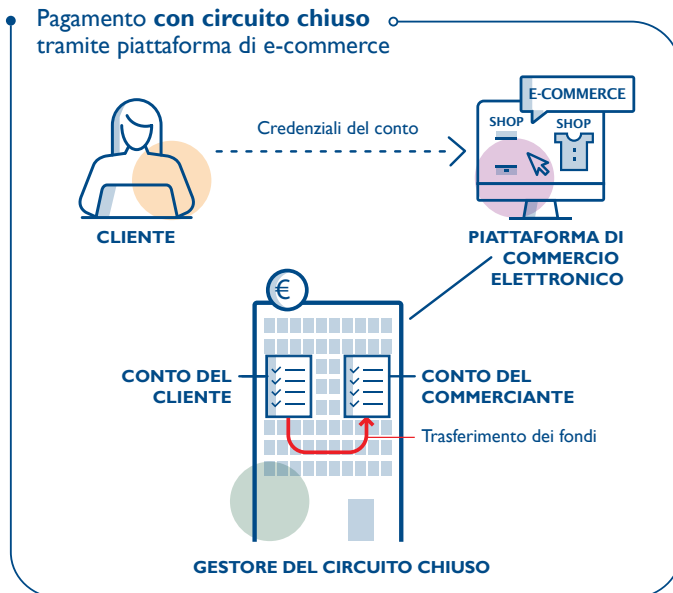 Pagamento con circuito chiuso
tramite piattaforma di e-commerce
E-COMMERCE
SHOP
SHOP
Credenziali del conto
CLIENTE
PIATTAFORMA DI
COMMERCIO
ELETTRONICO
€
CONTO DEL
CLIENTE
CONTO DEL
COMMERCIANTE
Trasferimento dei fondi
GESTORE DEL CIRCUITO CHIUSO